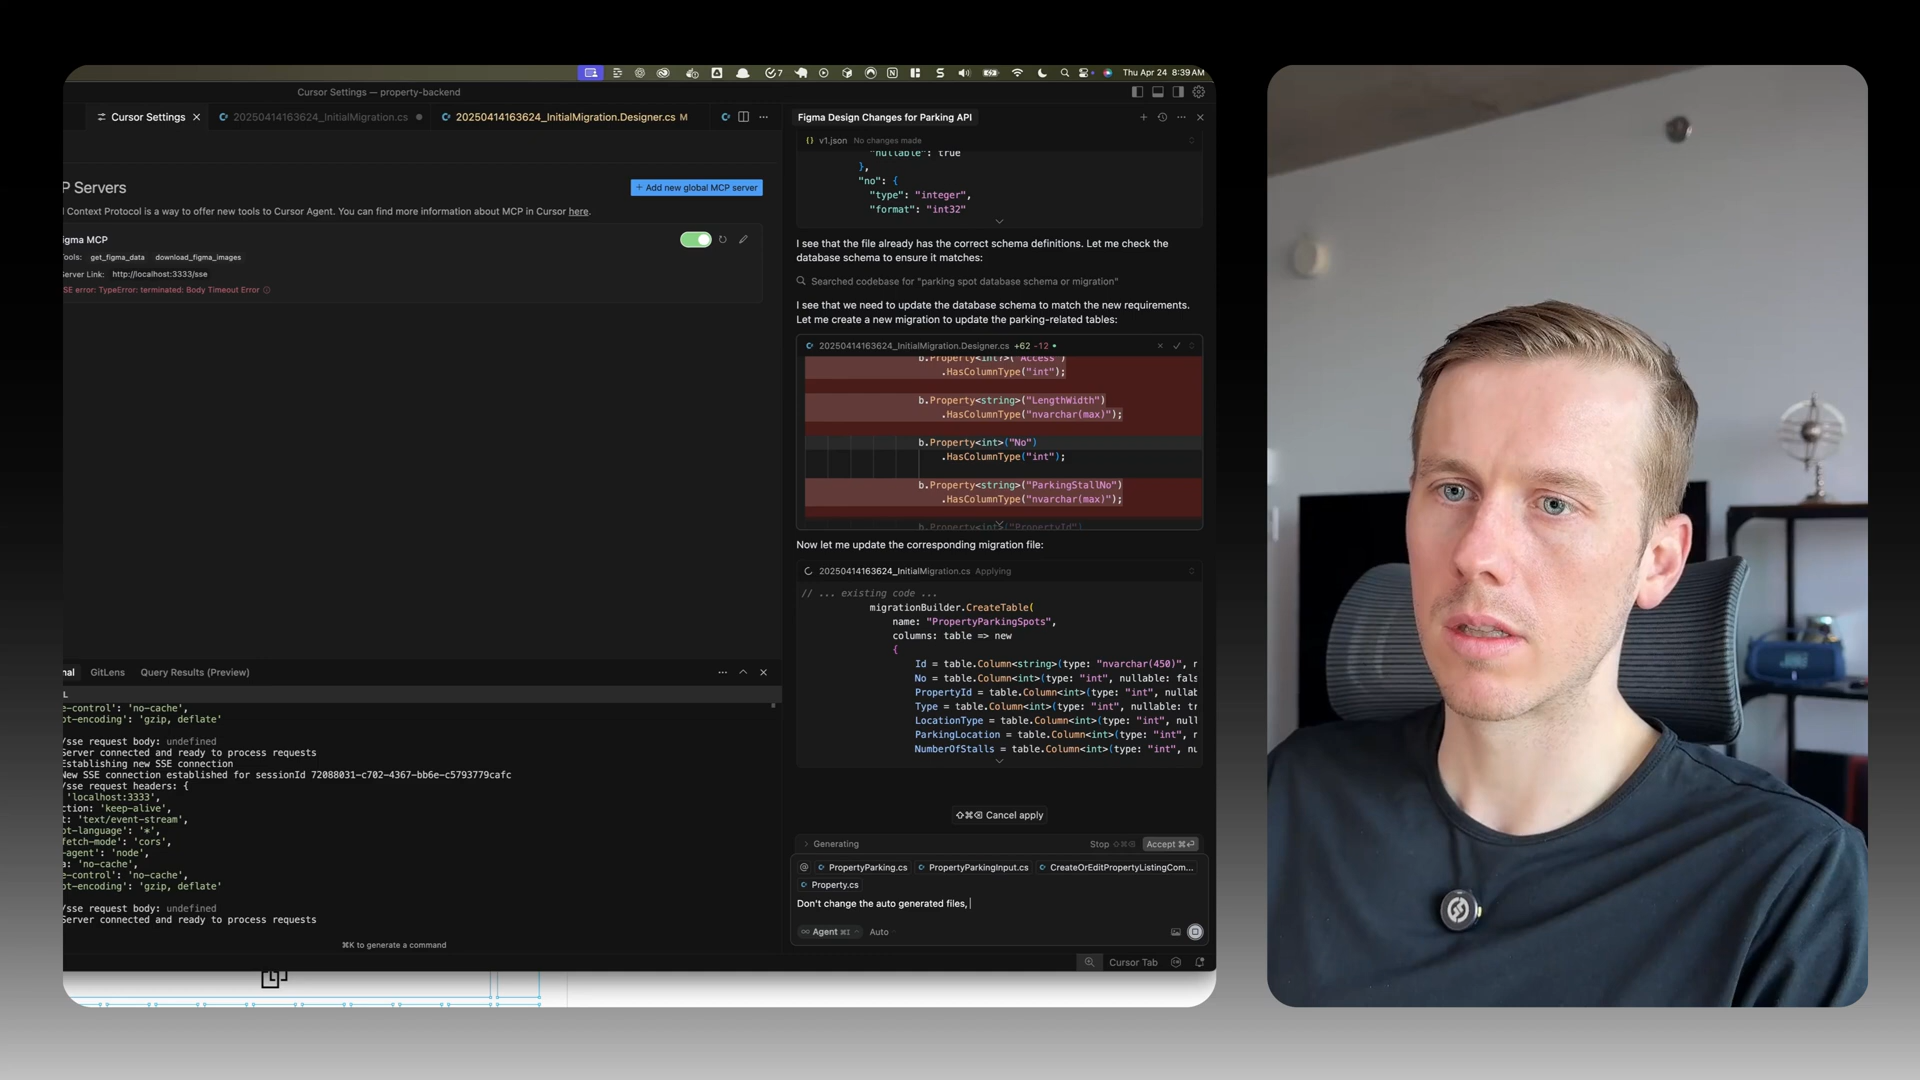 7
Thu Apr 24 8:39 AM
Cursor Settings — property-backend
Cursor Settings
20250414163624_InitialMigration.cs
20250414163624_InitialMigration.Designer.cs M
P Servers
+ Add new global MCP server
l Context Protocol is a way to offer new tools to Cursor Agent. You can find more information about MCP in Cursor here.
igma MCP
ools: get_figma_data download_figma_images
Server Link: http://localhost:3333/sse
SE error: TypeError: terminated: Body Timeout Error
nal GitLens Query Results (Preview)
L
e-control': 'no-cache',
pt-encoding': 'gzip, deflate'
/sse request body: undefined
Server connected and ready to process requests
Establishing new SSE connection
New SSE connection established for sessionId 72088031-c702-4367-bb6e-c5793779cafc
/sse request headers: {
'localhost:3333',
ction: 'keep-alive',
t: 'text/event-stream',
pt-language': '*',
fetch-mode': 'cors',
-agent': 'node',
a: 'no-cache',
e-control': 'no-cache',
pt-encoding': 'gzip, deflate'
/sse request body: undefined
Server connected and ready to process requests
⌘K to generate a command
Figma Design Changes for Parking API
{} v1.json No changes made
"nullable": true
},
"no": {
"type": "integer",
"format": "int32"
I see that the file already has the correct schema definitions. Let me check the
database schema to ensure it matches:
Searched codebase for "parking spot database schema or migration"
I see that we need to update the database schema to match the new requirements.
Let me create a new migration to update the parking-related tables:
20250414163624_InitialMigration.Designer.cs +62 -12
b.Property<int?>("Access")
.HasColumnType("int");
b.Property<string>("LengthWidth")
.HasColumnType("nvarchar(max)");
b.Property<int>("No")
.HasColumnType("int");
b.Property<string>("ParkingStallNo")
.HasColumnType("nvarchar(max)");
b.Property<int>("PropertyId")
Now let me update the corresponding migration file:
20250414163624_InitialMigration.cs Applying
// ... existing code ...
migrationBuilder.CreateTable(
name: "PropertyParkingSpots",
columns: table => new
{
Id = table.Column<string>(type: "nvarchar(450)", n
No = table.Column<int>(type: "int", nullable: fals
PropertyId = table.Column<int>(type: "int", nullab
Type = table.Column<int>(type: "int", nullable: tr
LocationType = table.Column<int>(type: "int", null
ParkingLocation = table.Column<int>(type: "int", n
NumberOfStalls = table.Column<int>(type: "int", nu
⇧⌘⌫ Cancel apply
Generating
Stop ⇧⌘⌫ Accept ⌘↩
@ PropertyParking.cs PropertyParkingInput.cs CreateOrEditPropertyListingCom...
Property.cs
Don't change the auto generated files,
∞ Agent ⌘I Auto
Cursor Tab